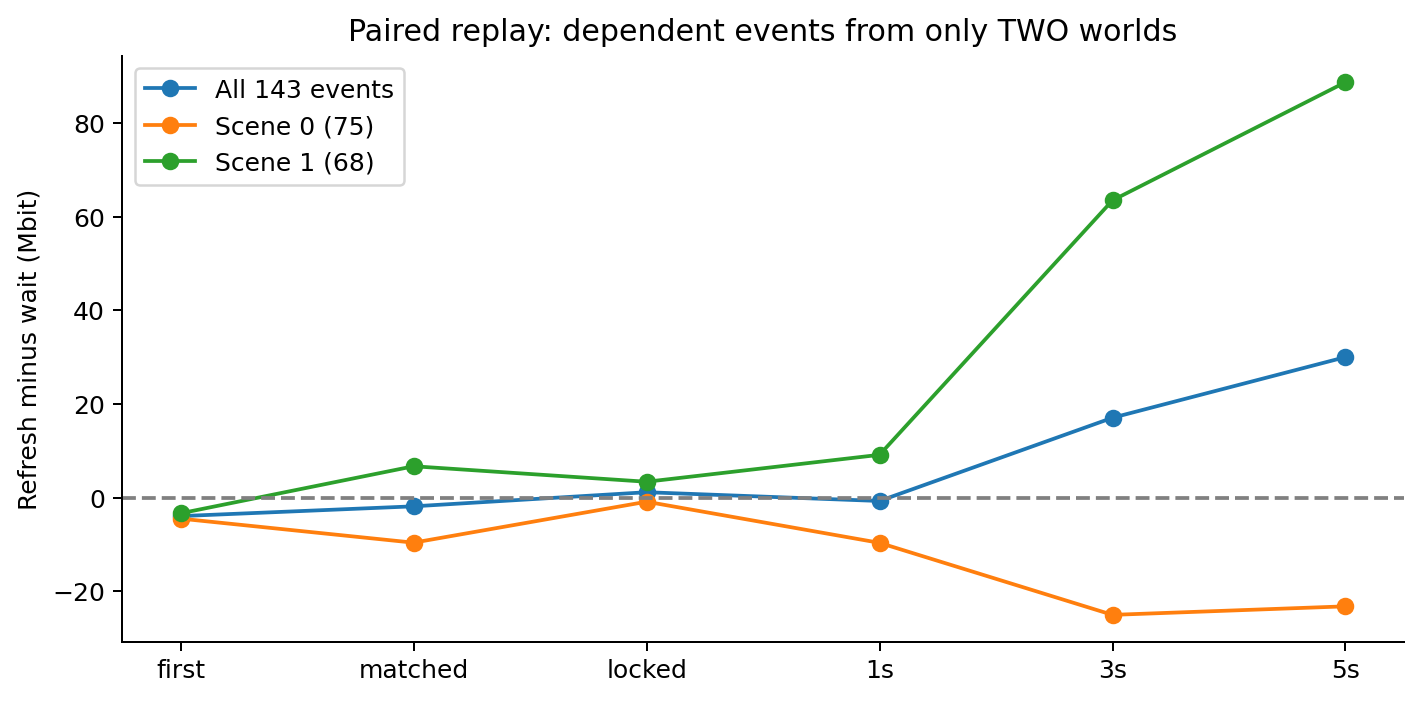 Paired replay: dependent events from only TWO worlds
All 143 events
Scene 0 (75)
Scene 1 (68)
Refresh minus wait (Mbit)
80
60
40
20
0
−20
first matched locked 1s 3s 5s